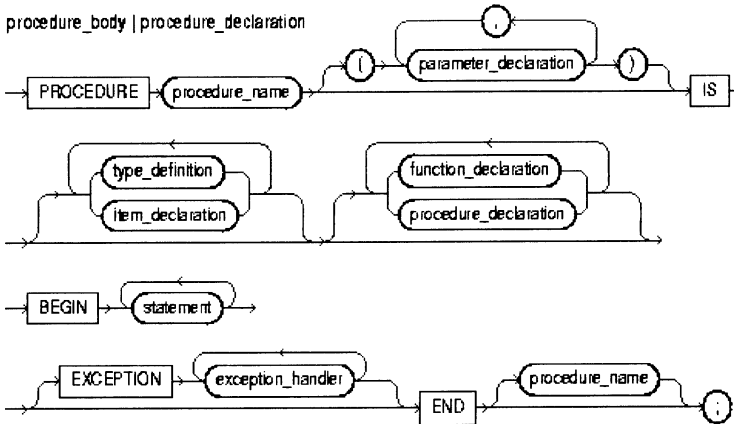 procedure_body | procedure_declaration
,
( parameter_declaration )
PROCEDURE procedure_name IS
type_definition function_declaration
item_declaration procedure_declaration
BEGIN statement
EXCEPTION exception_handler procedure_name
END ;